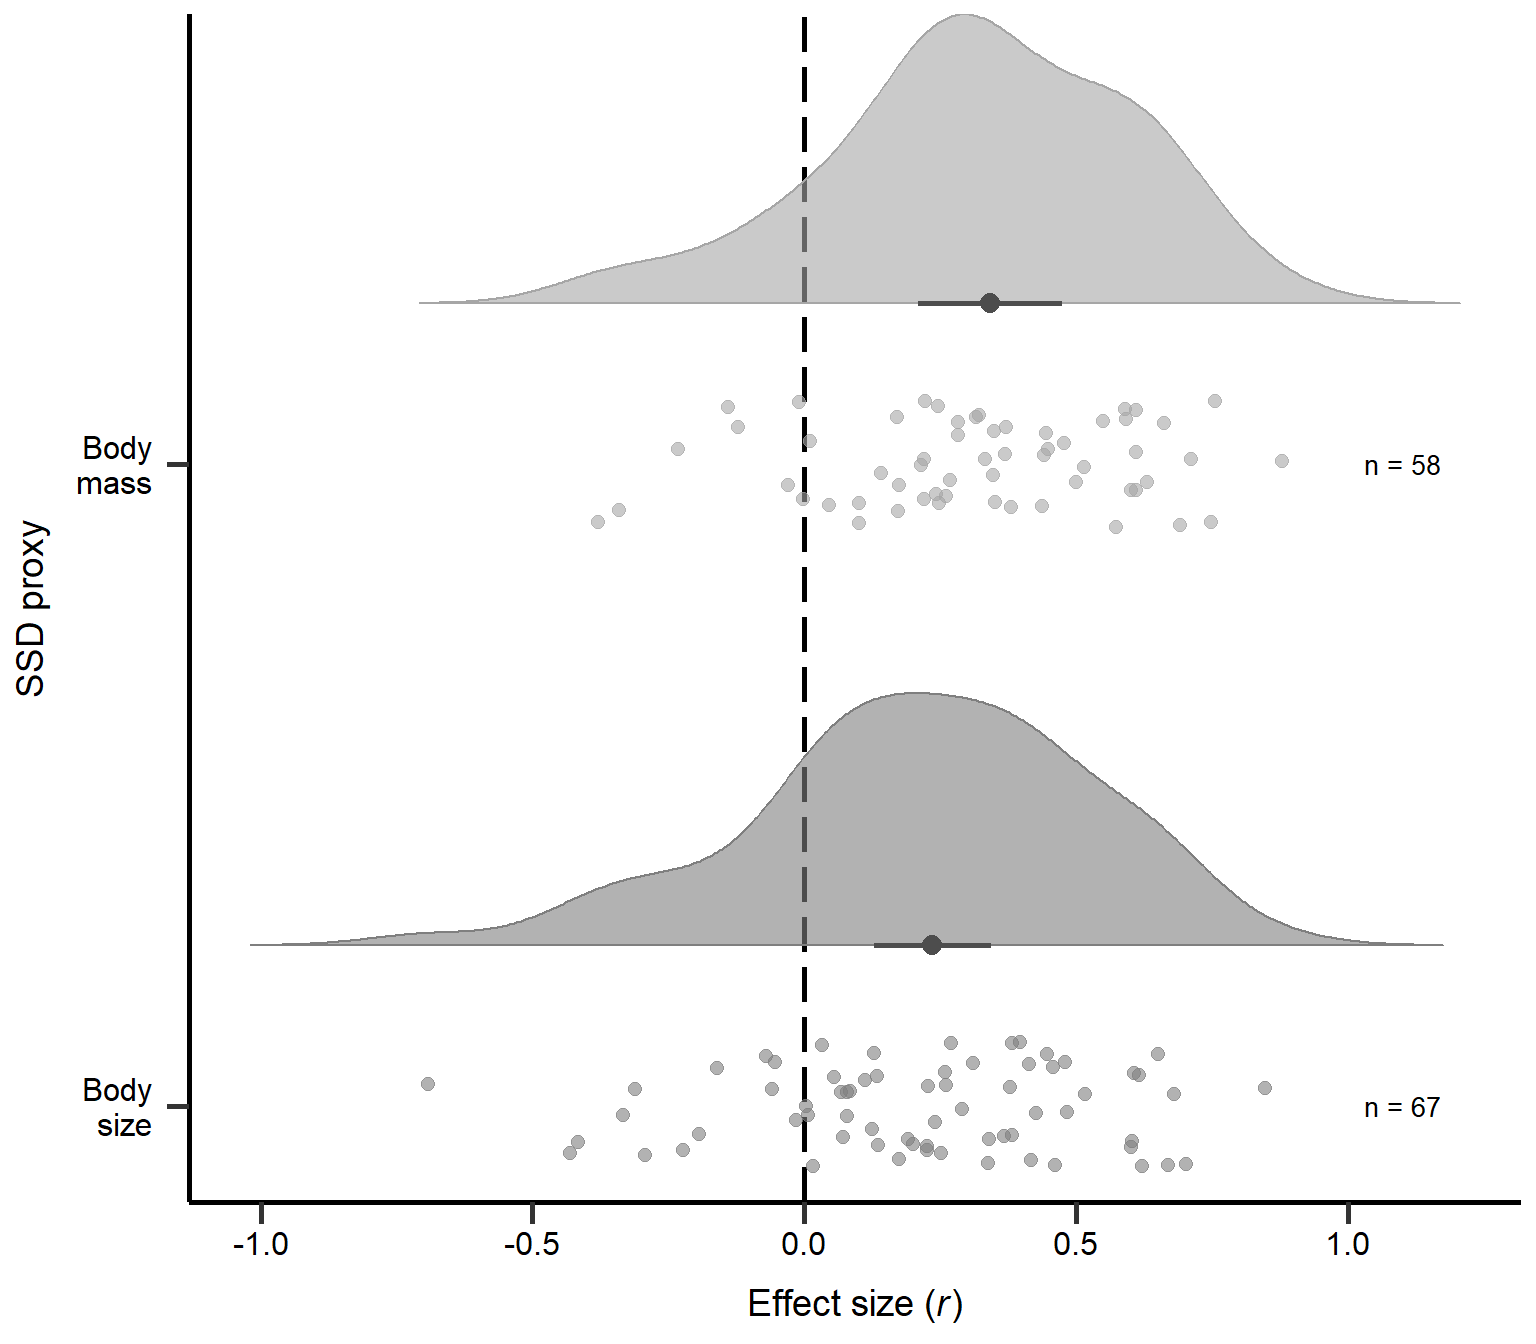 SSD proxy
Body
mass
n = 58
Body
size
n = 67
-1.0
-0.5
0.0
0.5
1.0
Effect size (r)